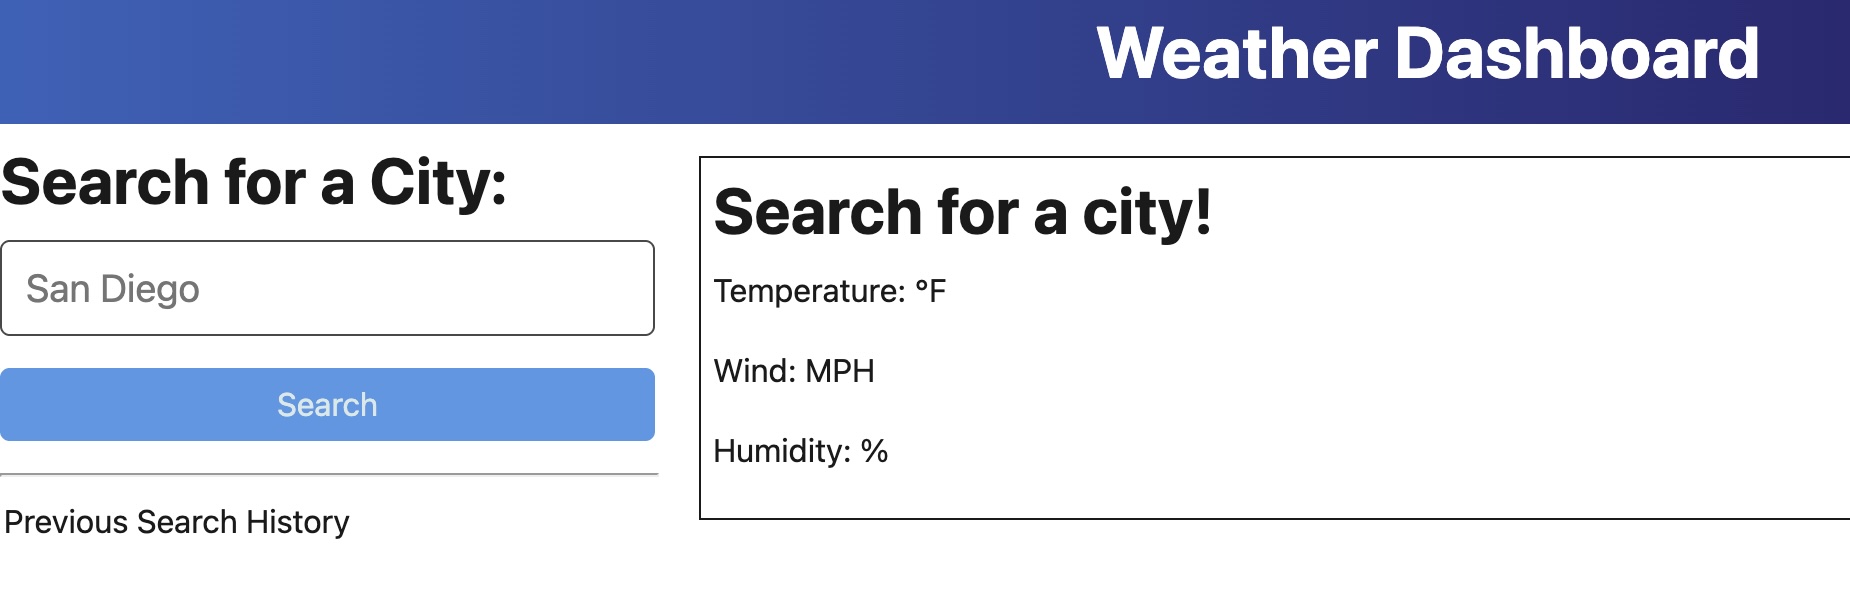 Weather Dashboard
Search for a City:
San Diego
Search
Previous Search History
Search for a city!
Temperature: °F
Wind: MPH
Humidity: %